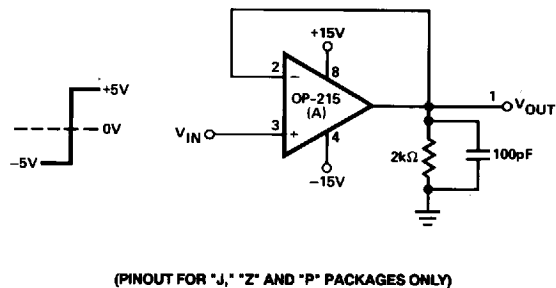 +15V
2
−
8
OP-215
(A)
+5V
0V
−5V
1
VOUT
VIN
3
+
4
2kΩ
100pF
−15V
(PINOUT FOR "J," "Z" AND "P" PACKAGES ONLY)